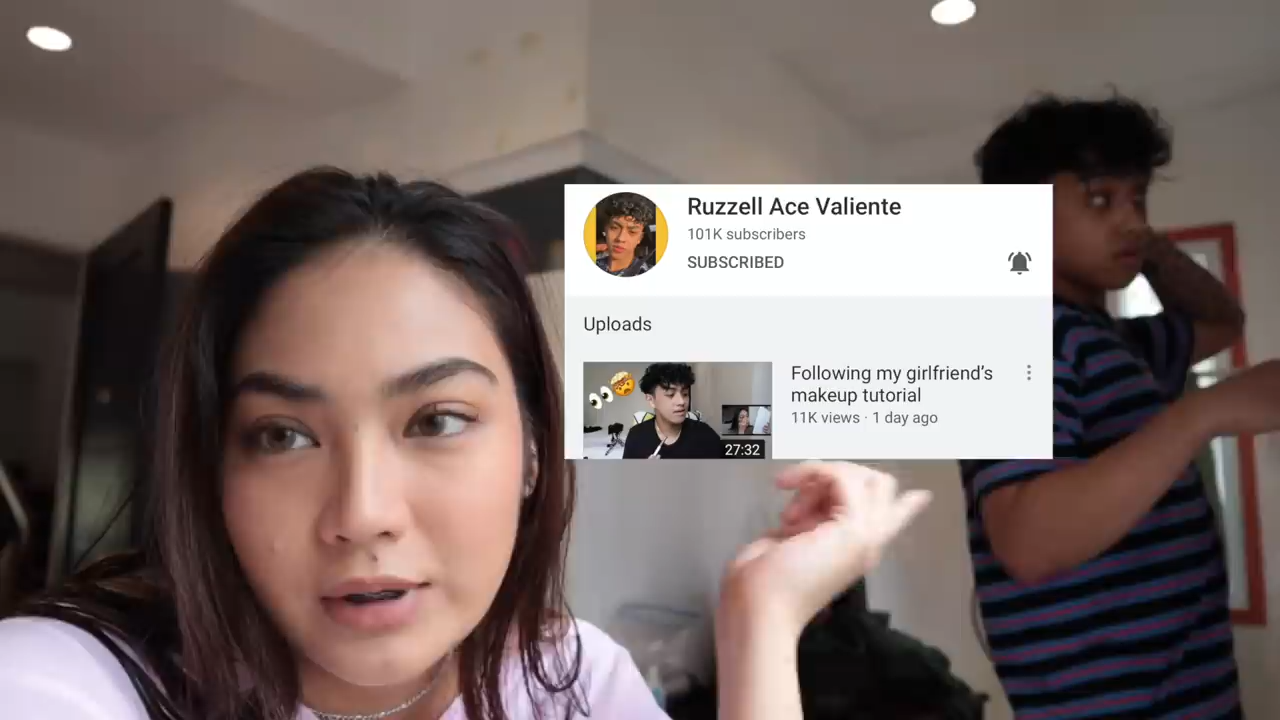 Ruzzell Ace Valiente
101K subscribers
SUBSCRIBED
Uploads
Following my girlfriend’s
makeup tutorial
11K views · 1 day ago
27:32